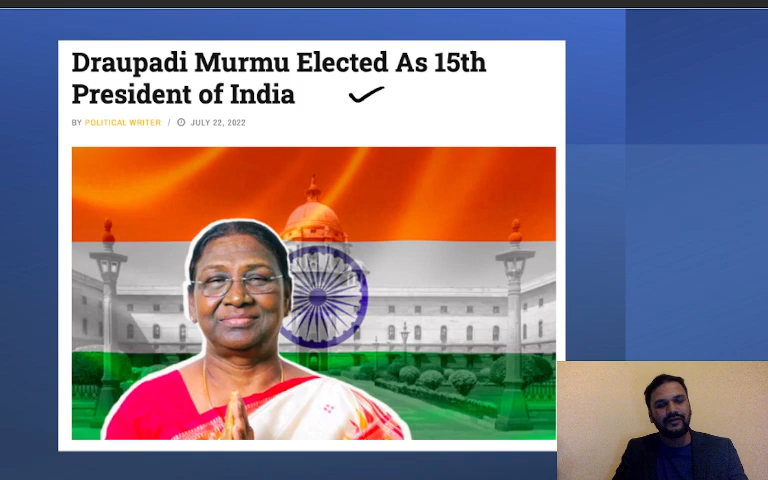 Draupadi Murmu Elected As 15th
President of India
BY POLITICAL WRITER / JULY 22, 2022